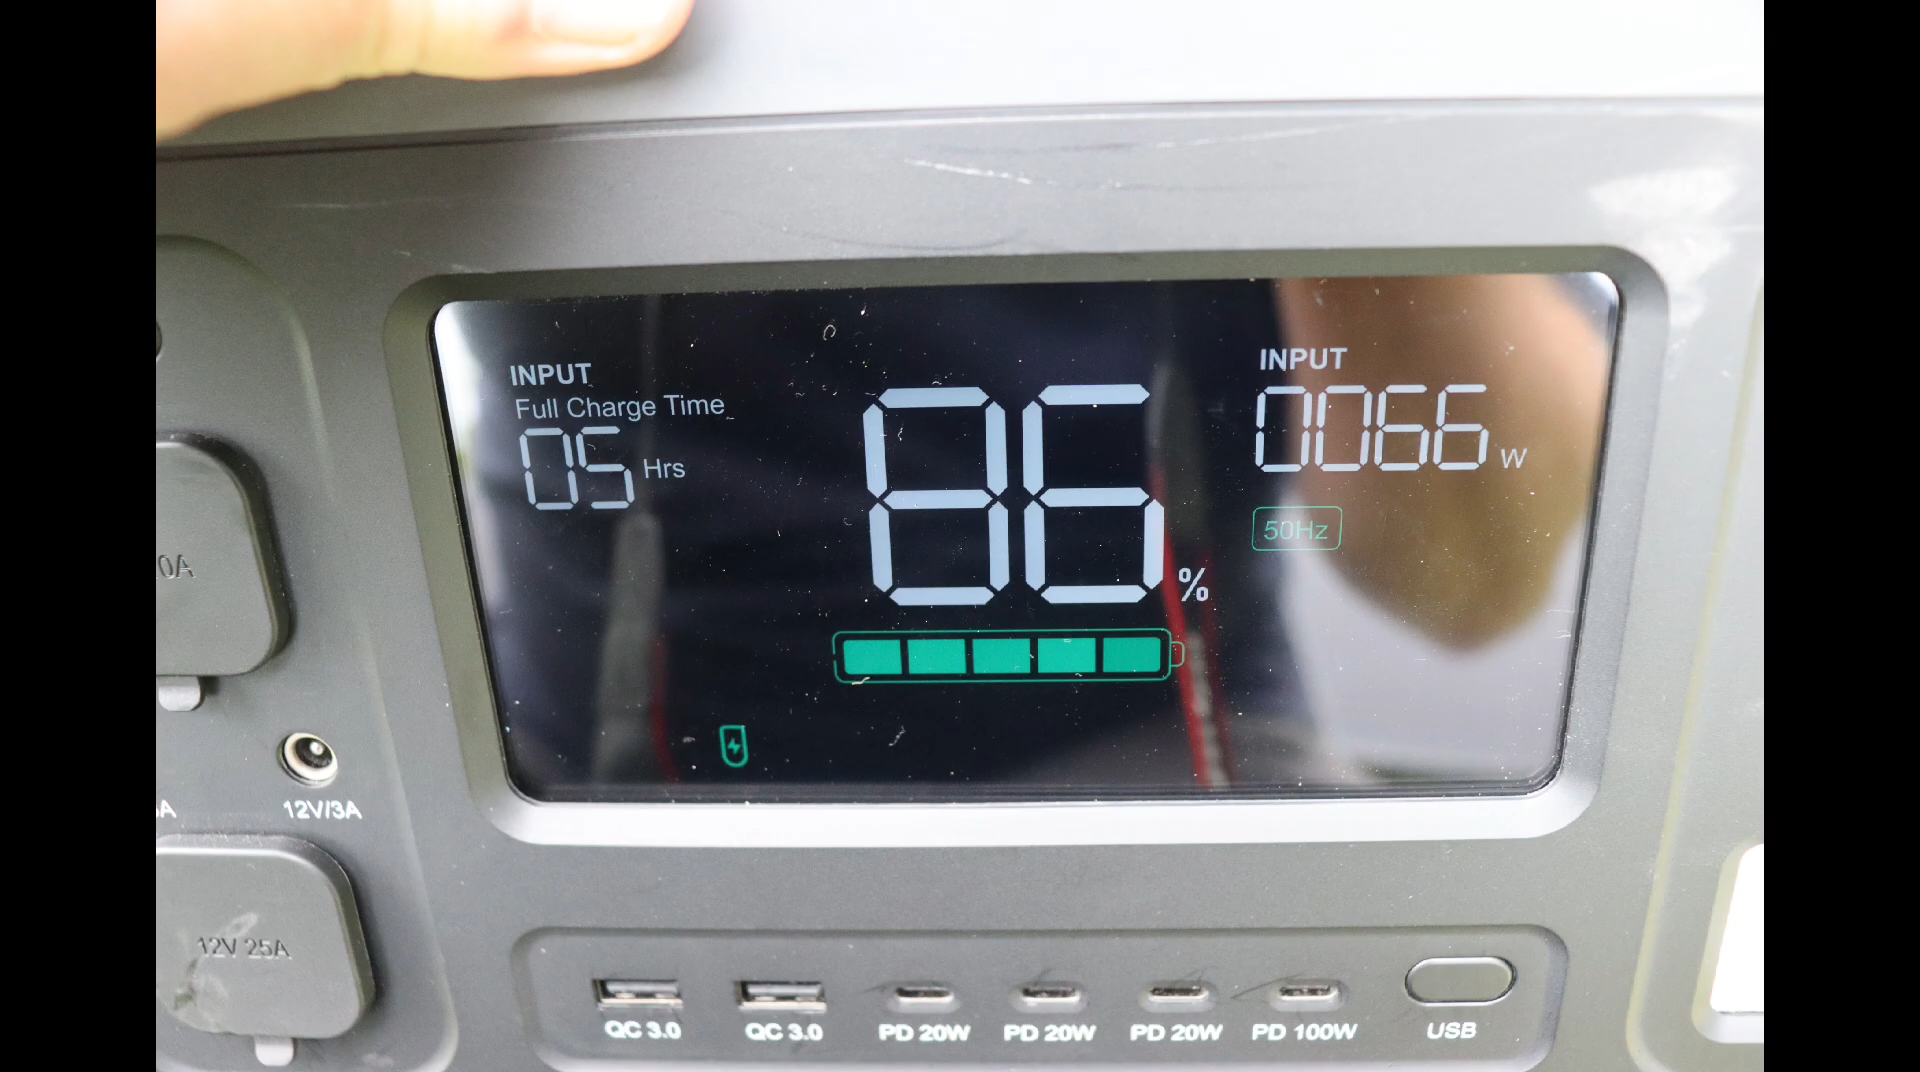 INPUT
Full Charge Time
05 Hrs
86 %
INPUT
0066 W
50Hz
0A
A
12V/3A
12V 25A
QC 3.0
QC 3.0
PD 20W
PD 20W
PD 20W
PD 100W
USB